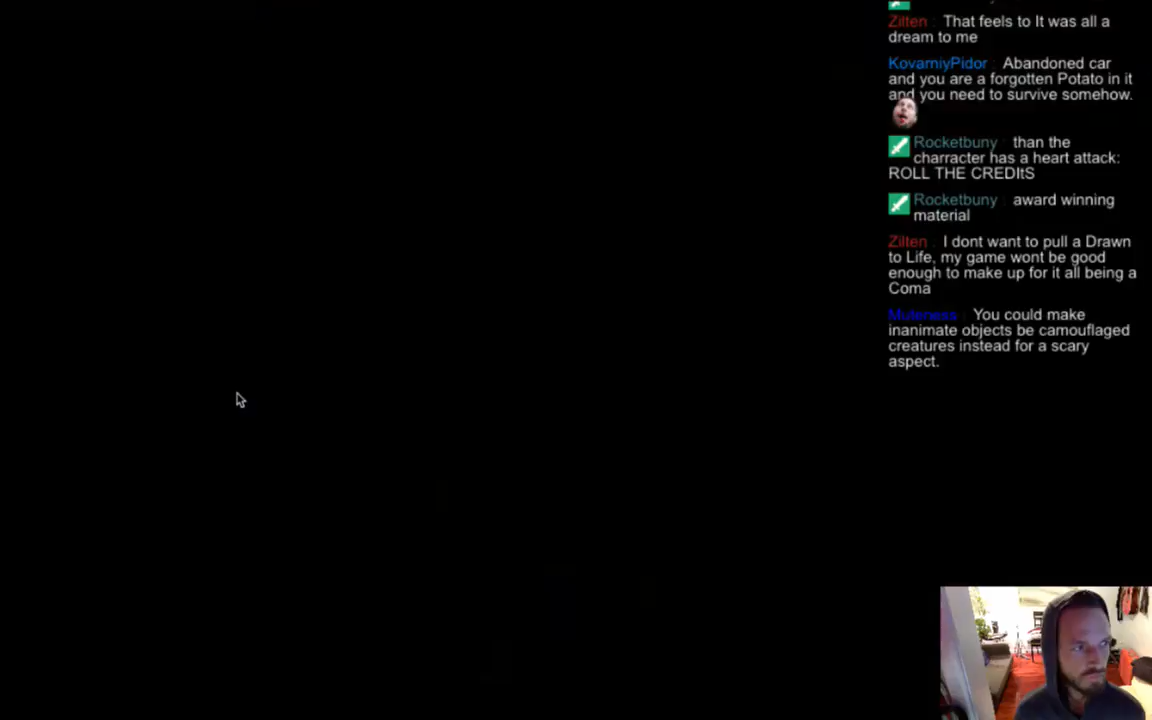 Zilten : That feels to It was all a
dream to me
KovarniyPidor : Abandoned car
and you are a forgotten Potato in it
and you need to survive somehow.
Rocketbuny : than the
charracter has a heart attack:
ROLL THE CREDItS
Rocketbuny : award winning
material
Zilten : I dont want to pull a Drawn
to Life, my game wont be good
enough to make up for it all being a
Coma
Muteness : You could make
inanimate objects be camouflaged
creatures instead for a scary
aspect.